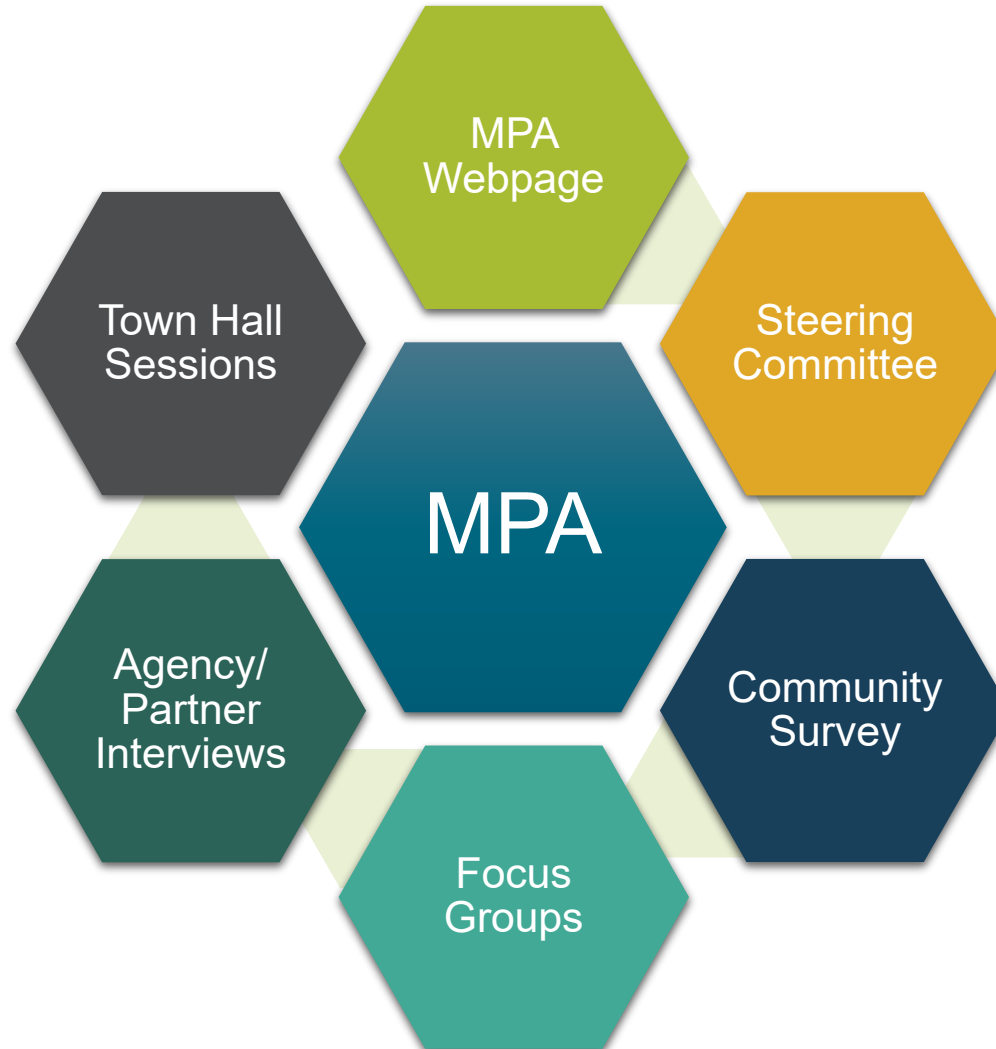 MPA
Webpage
Steering
Committee
Community
Survey
Focus
Groups
Agency/
Partner
Interviews
Town Hall
Sessions
MPA